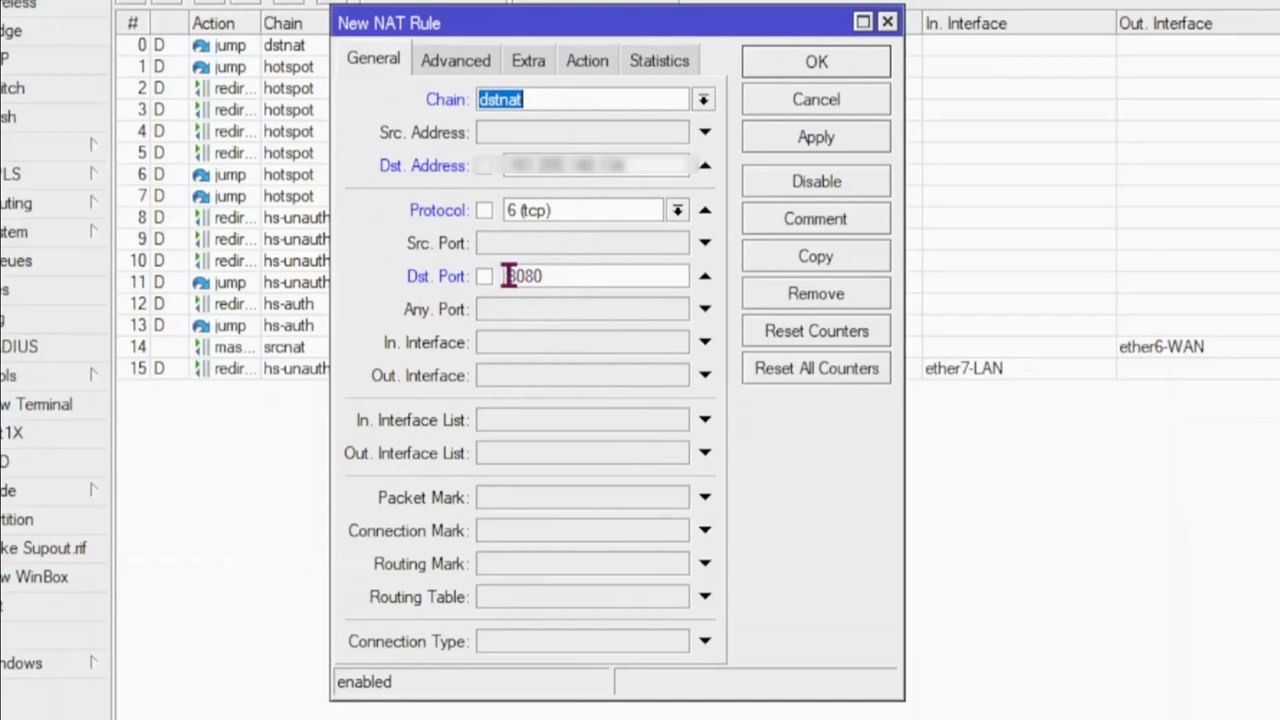 New NAT Rule
# Action Chain In. Interface Out. Interface
0 D jump dstnat
1 D jump hotspot
2 D redir... hotspot
3 D redir... hotspot
4 D redir... hotspot
5 D redir... hotspot
6 D jump hotspot
7 D jump hotspot
8 D redir... hs-unauth
9 D redir... hs-unauth
10 D redir... hs-unauth
11 D jump hs-unauth
12 D redir... hs-auth
13 D jump hs-auth
14 mas... srcnat ether6-WAN
15 D redir... hs-unauth ether7-LAN
General Advanced Extra Action Statistics
Chain: dstnat
Src. Address:
Dst. Address:
Protocol: 6 (tcp)
Src. Port:
Dst. Port: 8080
Any. Port:
In. Interface:
Out. Interface:
In. Interface List:
Out. Interface List:
Packet Mark:
Connection Mark:
Routing Mark:
Routing Table:
Connection Type:
enabled
OK
Cancel
Apply
Disable
Comment
Copy
Remove
Reset Counters
Reset All Counters
eless
dge
P
itch
sh
PLS
uting
stem
eues
s
g
DIUS
ols
w Terminal
t1X
D
de
tition
ke Supout.rif
w WinBox
t
ndows